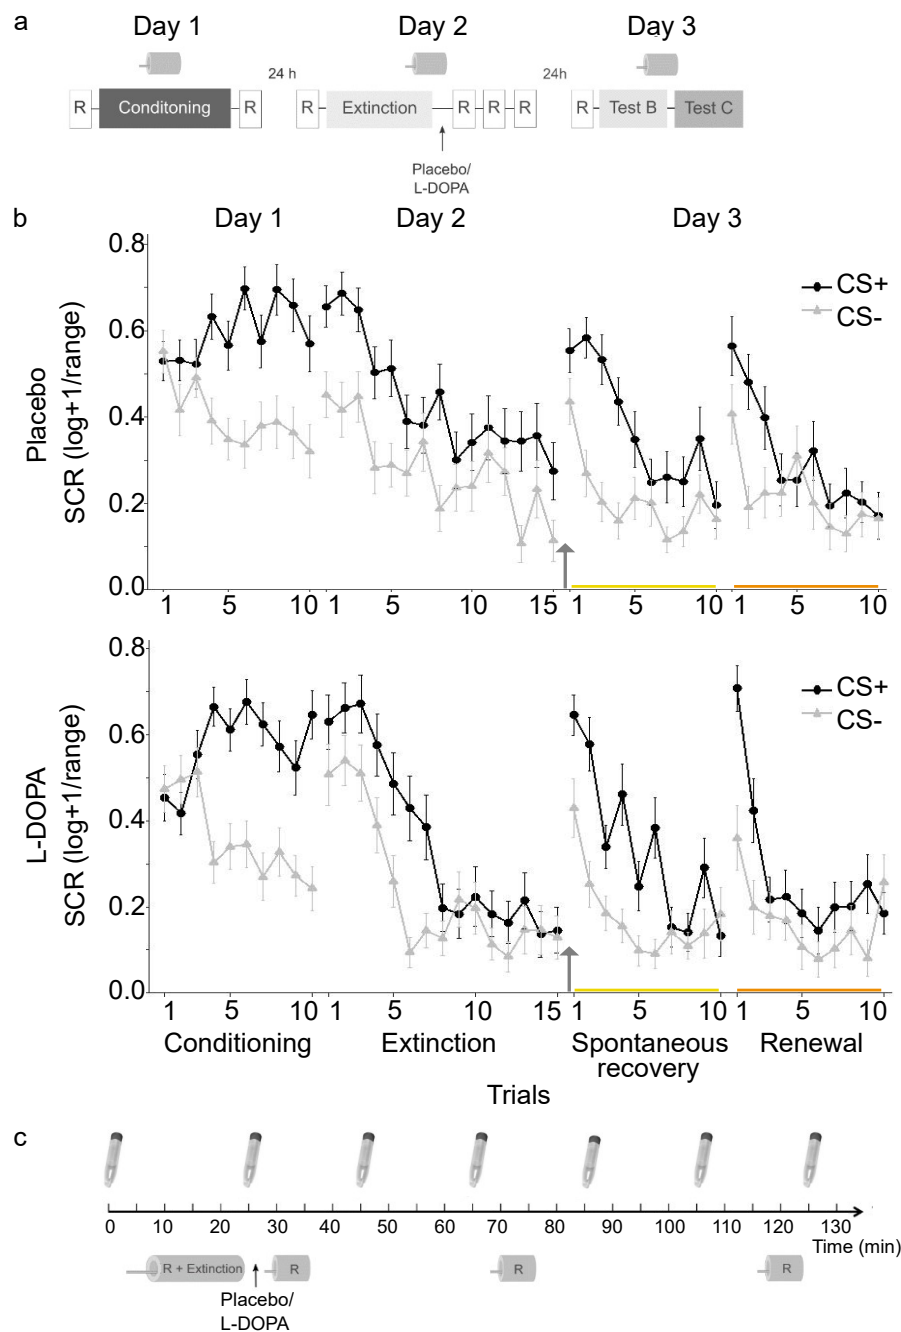 a
Day 1
Day 2
Day 3
24 h
24h
R
Conditoning
R
R
Extinction
R
R
R
R
Test B
Test C
Placebo/
L-DOPA
b
Day 1
Day 2
Day 3
Placebo
SCR (log+1/range)
0.8
0.6
0.4
0.2
0.0
CS+
CS-
1 5 10 1 5 10 15 1 5 10 1 5 10
L-DOPA
SCR (log+1/range)
0.8
0.6
0.4
0.2
0.0
CS+
CS-
1 5 10 1 5 10 15 1 5 10 1 5 10
Conditioning
Extinction
Spontaneous
recovery
Renewal
Trials
c
0 10 20 30 40 50 60 70 80 90 100 110 120 130
Time (min)
R + Extinction
R
R
R
Placebo/
L-DOPA